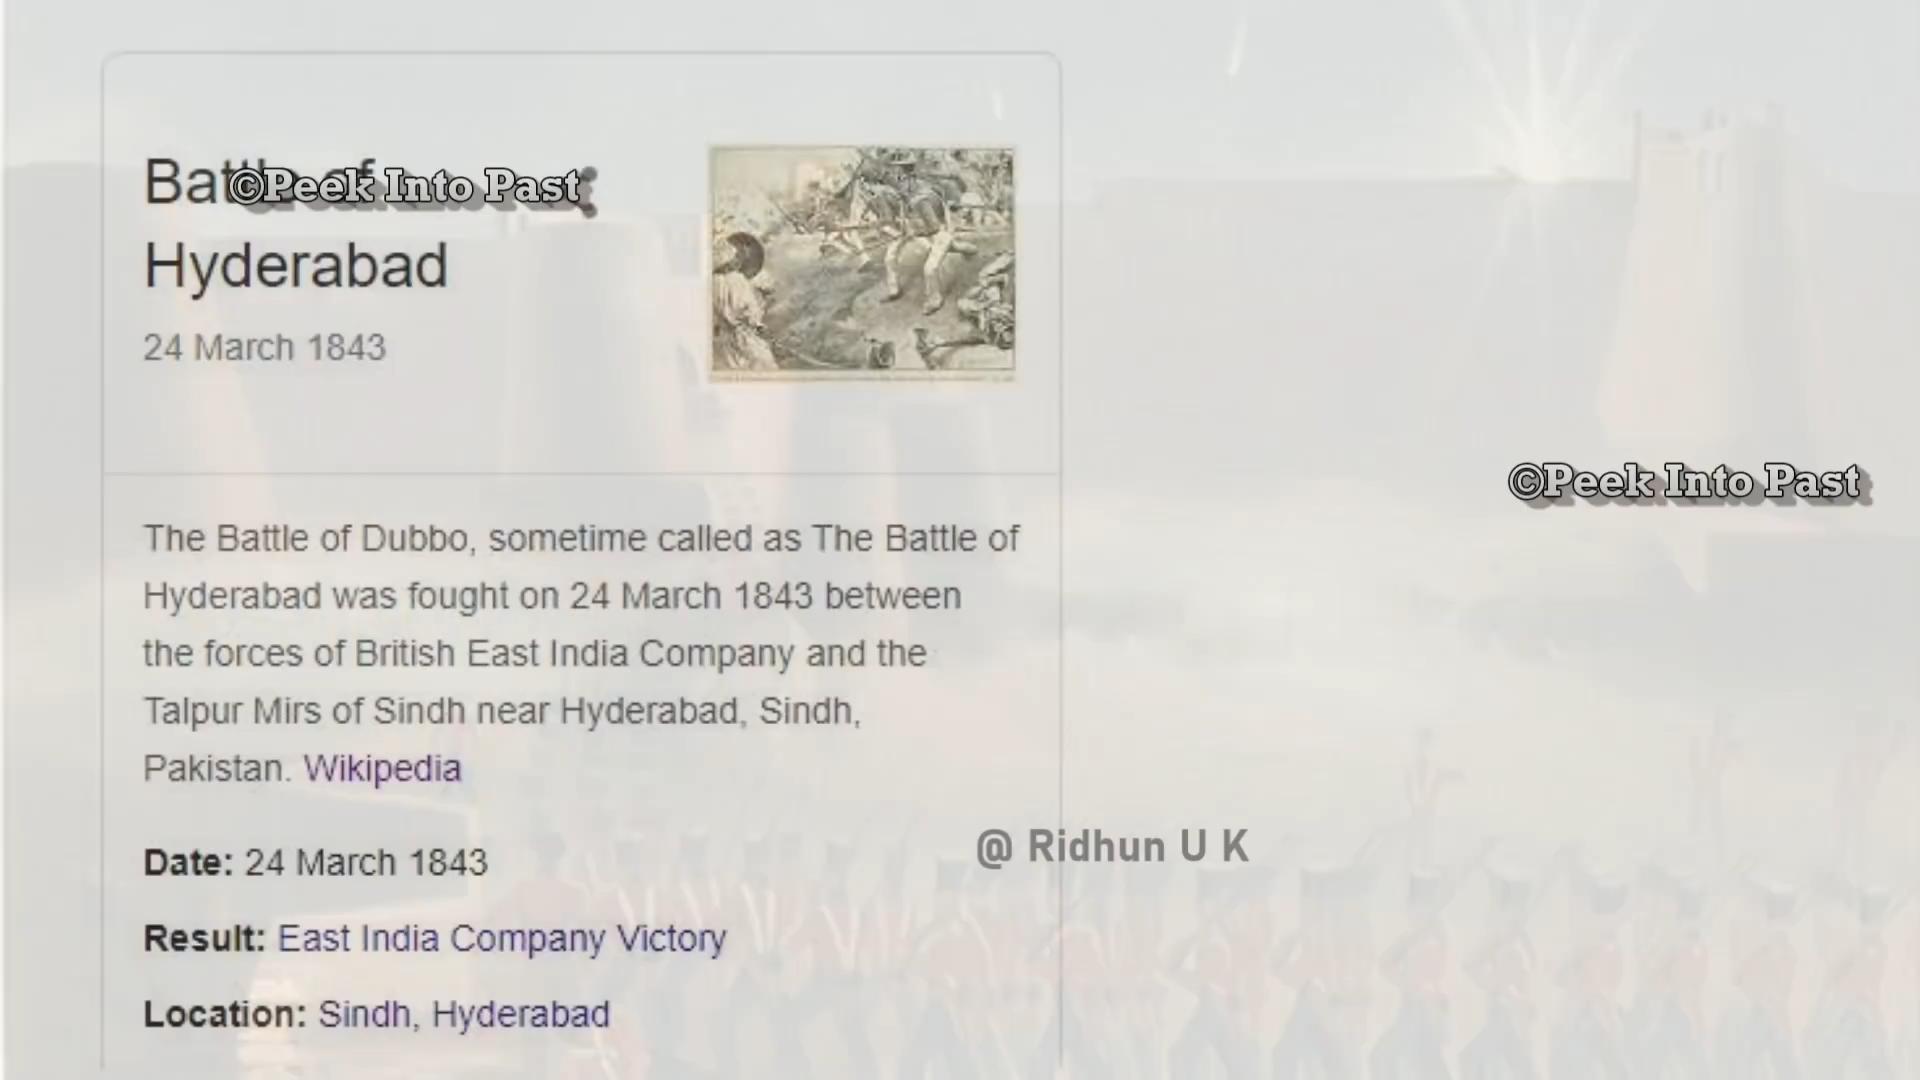 Battle of
©Peek Into Past
Hyderabad
24 March 1843
©Peek Into Past
The Battle of Dubbo, sometime called as The Battle of
Hyderabad was fought on 24 March 1843 between
the forces of British East India Company and the
Talpur Mirs of Sindh near Hyderabad, Sindh,
Pakistan. Wikipedia
@ Ridhun U K
Date: 24 March 1843
Result: East India Company Victory
Location: Sindh, Hyderabad